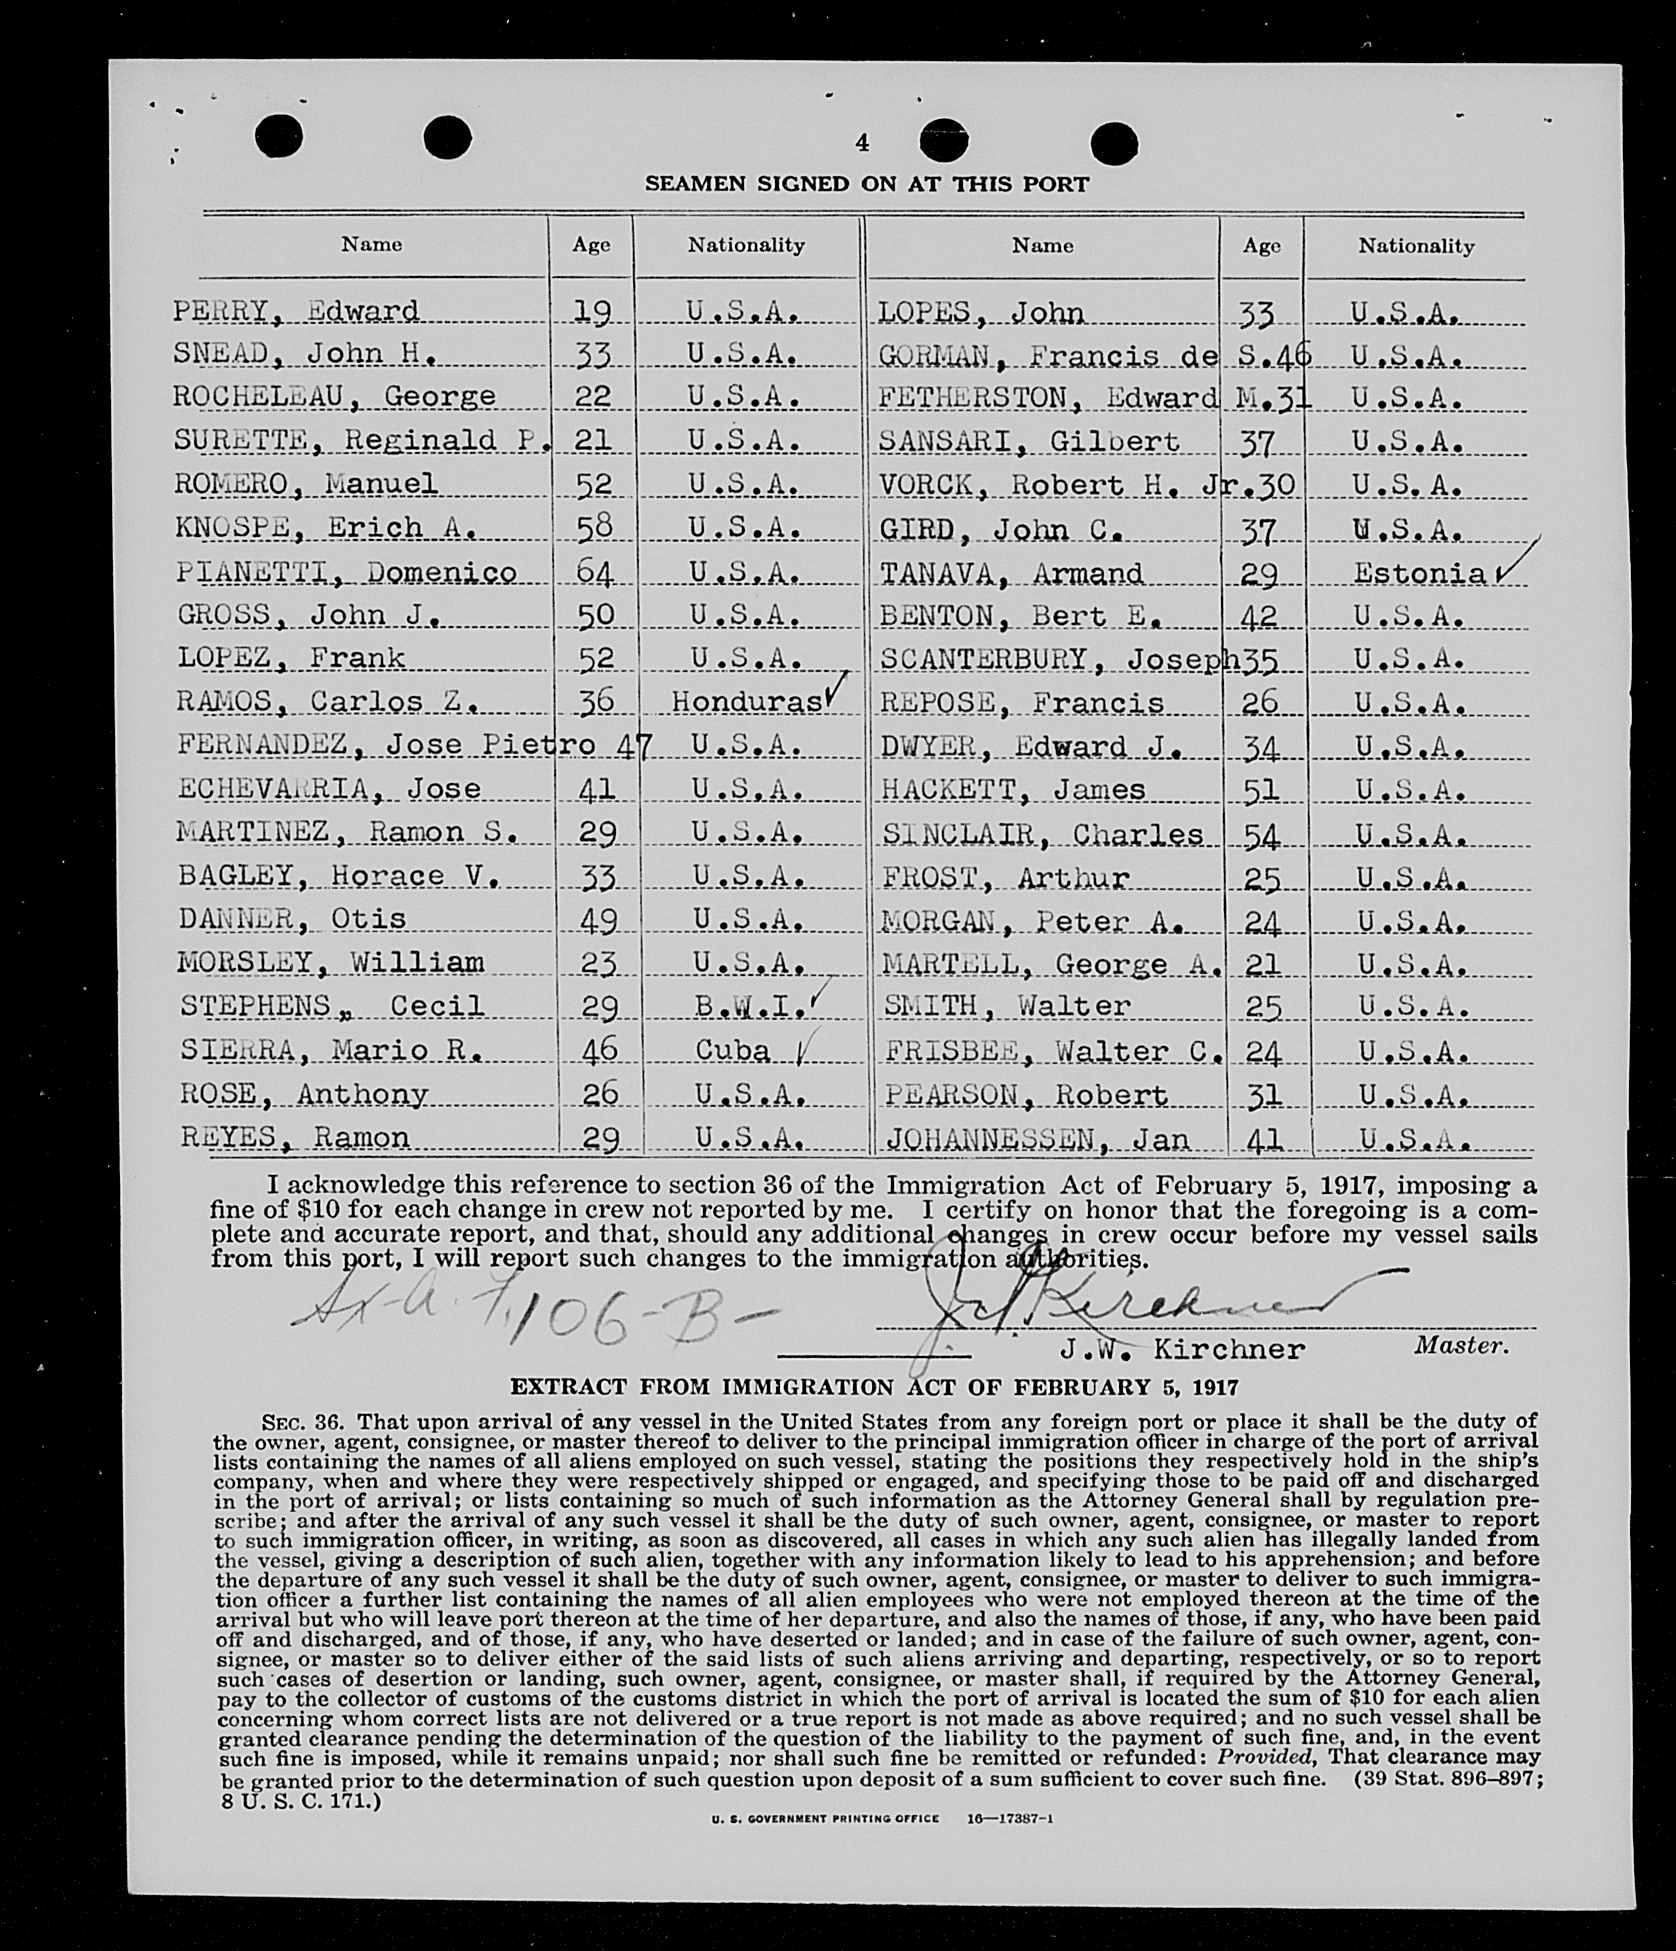 4
SEAMEN SIGNED ON AT THIS PORT
Name Age Nationality Name Age Nationality
PERRY, Edward 19 U.S.A. LOPES, John 33 U.S.A.
SNEAD, John H. 33 U.S.A. GORMAN, Francis de S. 46 U.S.A.
ROCHELEAU, George 22 U.S.A. FETHERSTON, Edward M. 31 U.S.A.
SURETTE, Reginald P. 21 U.S.A. SANSARI, Gilbert 37 U.S.A.
ROMERO, Manuel 52 U.S.A. VORCK, Robert H. Jr. 30 U.S.A.
KNOSPE, Erich A. 58 U.S.A. GIRD, John C. 37 U.S.A.
PIANETTI, Domenico 64 U.S.A. TANAVA, Armand 29 Estonia ✓
GROSS, John J. 50 U.S.A. BENTON, Bert E. 42 U.S.A.
LOPEZ, Frank 52 U.S.A. SCANTERBURY, Joseph 35 U.S.A.
RAMOS, Carlos Z. 36 Honduras ✓ REPOSE, Francis 26 U.S.A.
FERNANDEZ, Jose Pietro 47 U.S.A. DWYER, Edward J. 34 U.S.A.
ECHEVARRIA, Jose 41 U.S.A. HACKETT, James 51 U.S.A.
MARTINEZ, Ramon S. 29 U.S.A. SINCLAIR, Charles 54 U.S.A.
BAGLEY, Horace V. 33 U.S.A. FROST, Arthur 25 U.S.A.
DANNER, Otis 49 U.S.A. MORGAN, Peter A. 24 U.S.A.
MORSLEY, William 23 U.S.A. MARTELL, George A. 21 U.S.A.
STEPHENS,, Cecil 29 B.W.I. ✓ SMITH, Walter 25 U.S.A.
SIERRA, Mario R. 46 Cuba ✓ FRISBEE, Walter C. 24 U.S.A.
ROSE, Anthony 26 U.S.A. PEARSON, Robert 31 U.S.A.
REYES, Ramon 29 U.S.A. JOHANNESSEN, Jan 41 U.S.A.
I acknowledge this reference to section 36 of the Immigration Act of February 5, 1917, imposing a
fine of $10 for each change in crew not reported by me. I certify on honor that the foregoing is a com-
plete and accurate report, and that, should any additional changes in crew occur before my vessel sails
from this port, I will report such changes to the immigration authorities.
106-B- J W Kirchner
J.W. Kirchner Master.
EXTRACT FROM IMMIGRATION ACT OF FEBRUARY 5, 1917
SEC. 36. That upon arrival of any vessel in the United States from any foreign port or place it shall be the duty of
the owner, agent, consignee, or master thereof to deliver to the principal immigration officer in charge of the port of arrival
lists containing the names of all aliens employed on such vessel, stating the positions they respectively hold in the ship's
company, when and where they were respectively shipped or engaged, and specifying those to be paid off and discharged
in the port of arrival; or lists containing so much of such information as the Attorney General shall by regulation pre-
scribe; and after the arrival of any such vessel it shall be the duty of such owner, agent, consignee, or master to report
to such immigration officer, in writing, as soon as discovered, all cases in which any such alien has illegally landed from
the vessel, giving a description of such alien, together with any information likely to lead to his apprehension; and before
the departure of any such vessel it shall be the duty of such owner, agent, consignee, or master to deliver to such immigra-
tion officer a further list containing the names of all alien employees who were not employed thereon at the time of the
arrival but who will leave port thereon at the time of her departure, and also the names of those, if any, who have been paid
off and discharged, and of those, if any, who have deserted or landed; and in case of the failure of such owner, agent, con-
signee, or master so to deliver either of the said lists of such aliens arriving and departing, respectively, or so to report
such cases of desertion or landing, such owner, agent, consignee, or master shall, if required by the Attorney General,
pay to the collector of customs of the customs district in which the port of arrival is located the sum of $10 for each alien
concerning whom correct lists are not delivered or a true report is not made as above required; and no such vessel shall be
granted clearance pending the determination of the question of the liability to the payment of such fine, and, in the event
such fine is imposed, while it remains unpaid; nor shall such fine be remitted or refunded: Provided, That clearance may
be granted prior to the determination of such question upon deposit of a sum sufficient to cover such fine. (39 Stat. 896–897;
8 U. S. C. 171.)
U. S. GOVERNMENT PRINTING OFFICE 16—17387-1